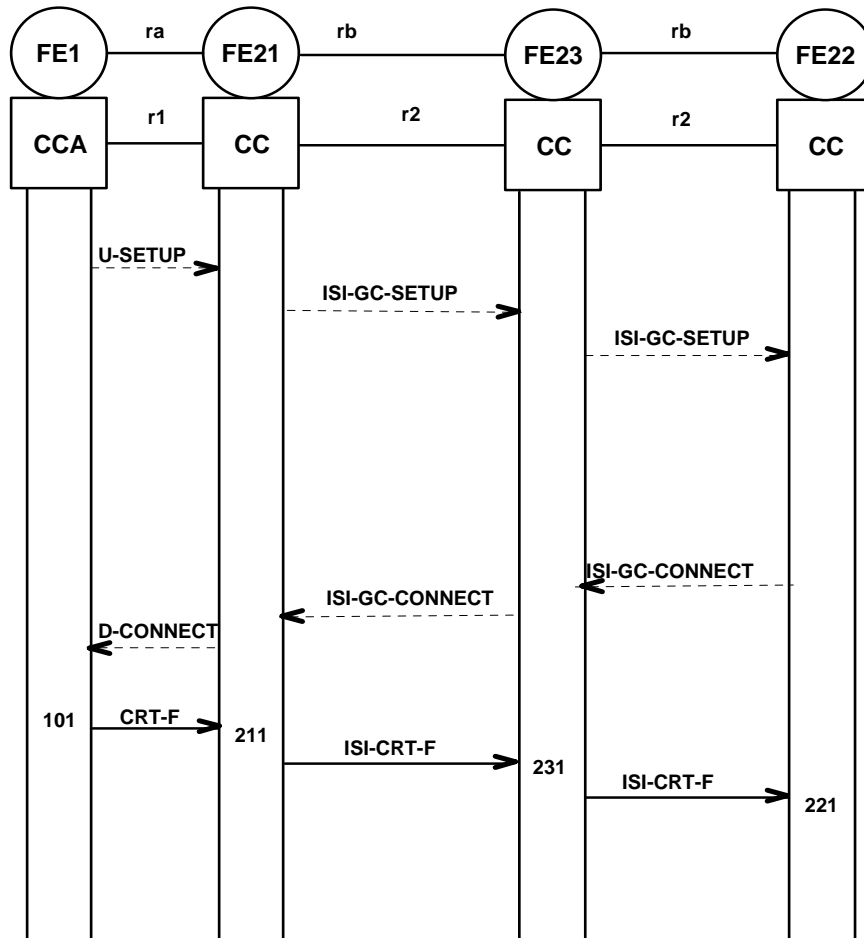 FE1 ra FE21 rb FE23 rb FE22
CCA r1 CC r2 CC r2 CC
U-SETUP
ISI-GC-SETUP
ISI-GC-SETUP
ISI-GC-CONNECT
ISI-GC-CONNECT
D-CONNECT
101 CRT-F 211 ISI-CRT-F 231 ISI-CRT-F 221